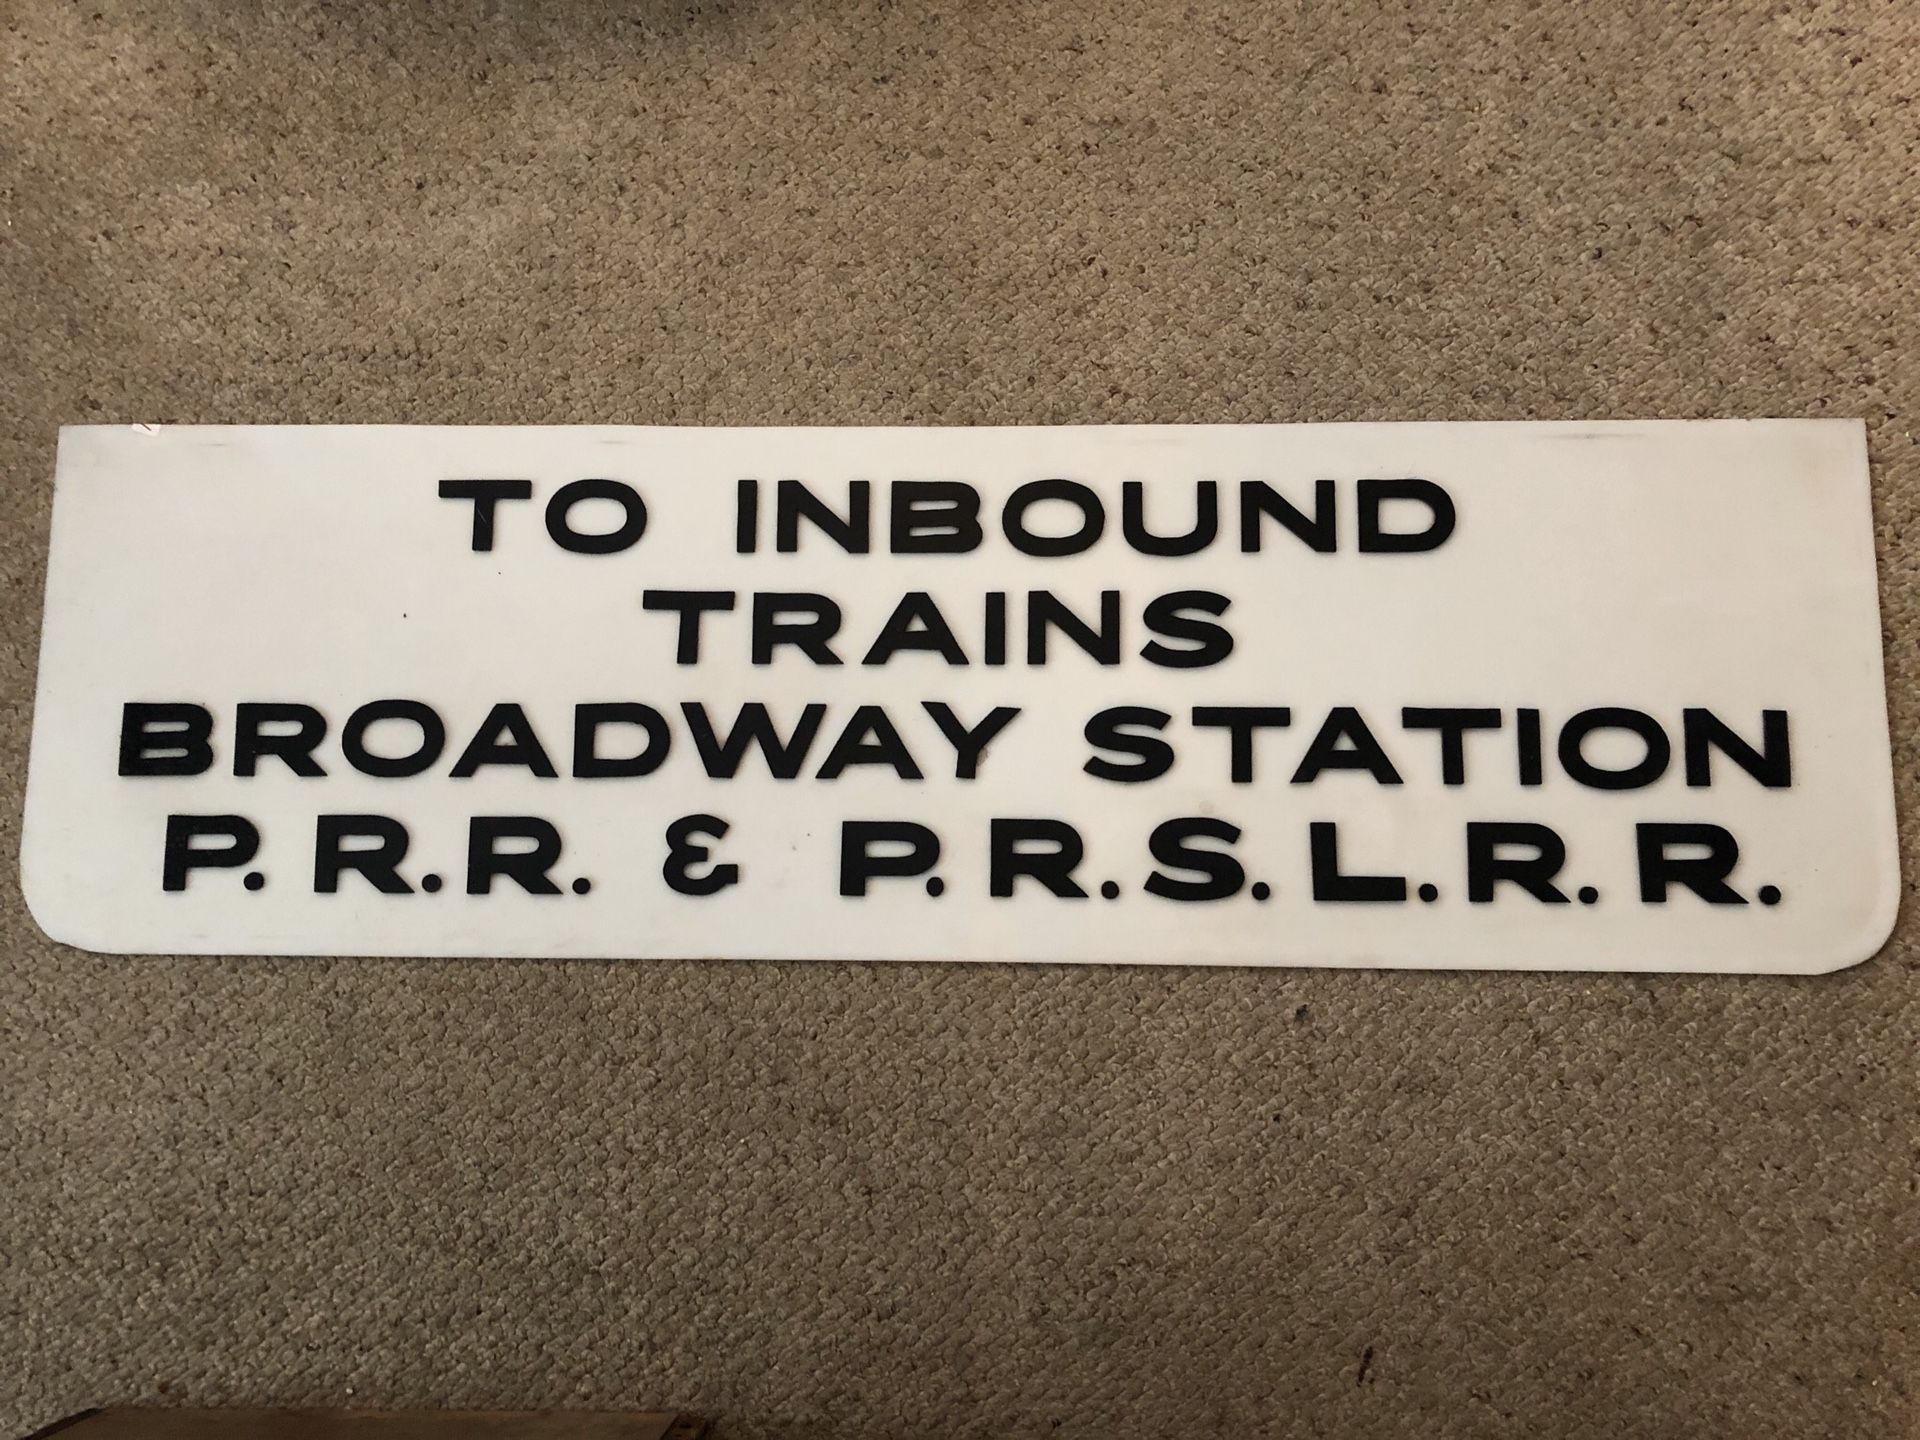 TO INBOUND
TRAINS
BROADWAY STATION
P.R.R. & P.R.S.L.R.R.